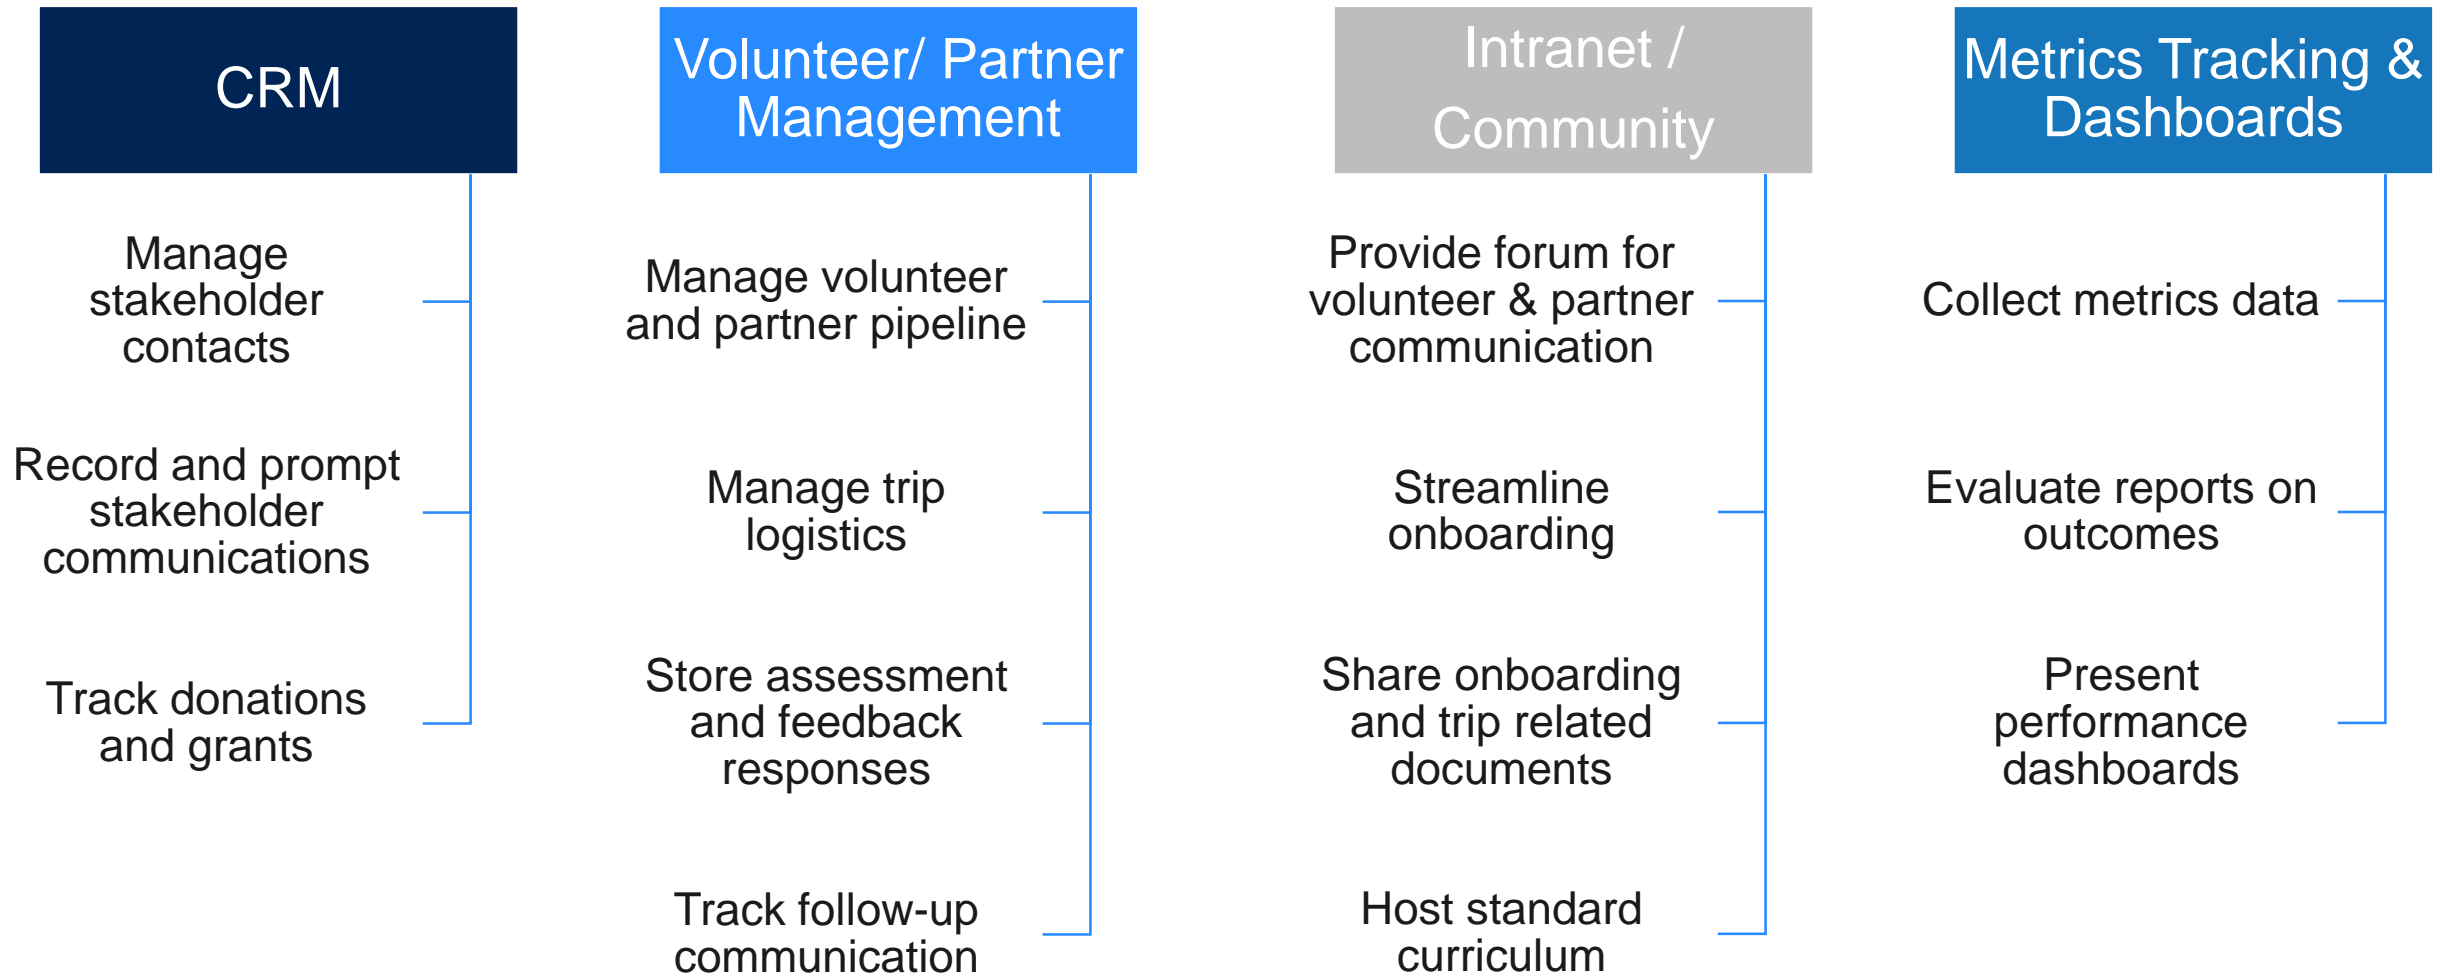 CRM
Manage
stakeholder
contacts
Record and prompt
stakeholder
communications
Track donations
and grants
Volunteer/ Partner
Management
Manage volunteer
and partner pipeline
Manage trip
logistics
Store assessment
and feedback
responses
Track follow-up
communication
Intranet /
Community
Provide forum for
volunteer & partner
communication
Streamline
onboarding
Share onboarding
and trip related
documents
Host standard
curriculum
Metrics Tracking &
Dashboards
Collect metrics data
Evaluate reports on
outcomes
Present
performance
dashboards